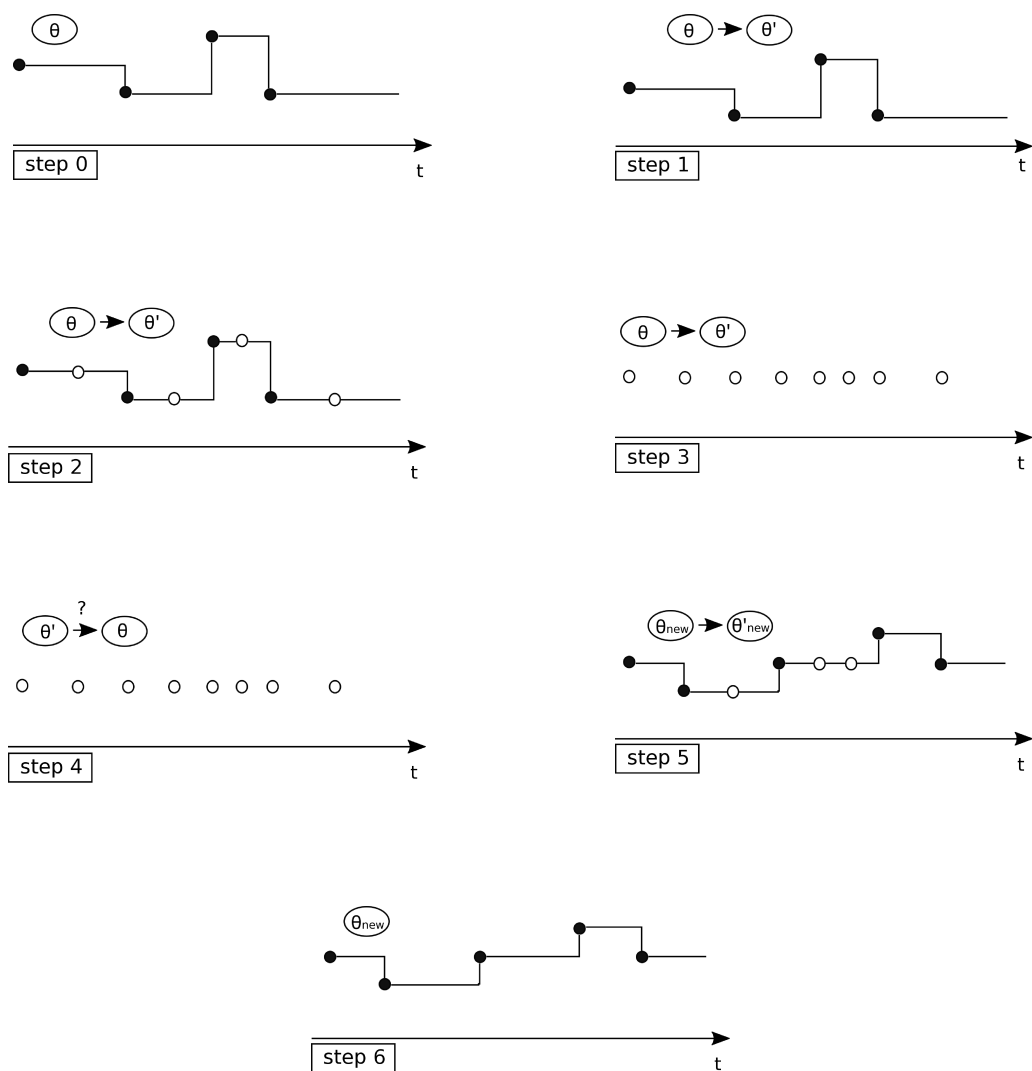 θ
t
step 0
θ θ'
t
step 1
θ θ'
t
step 2
θ θ'
t
step 3
?
θ' θ
t
step 4
θnew θ'new
t
step 5
θnew
t
step 6